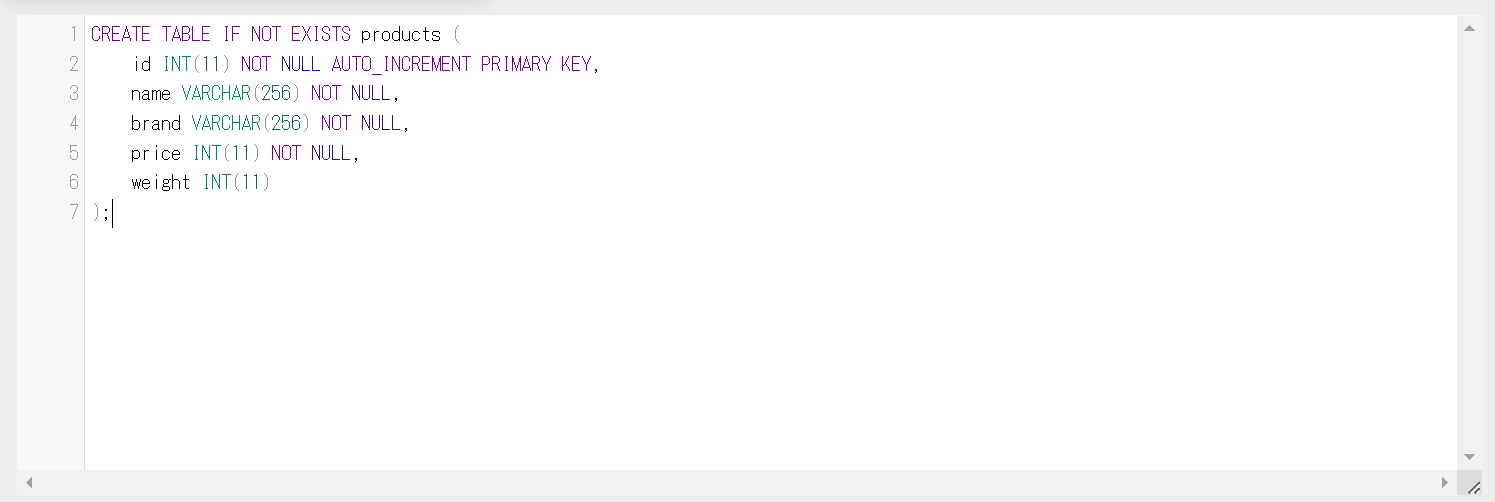 1 CREATE TABLE IF NOT EXISTS products (
2 id INT(11) NOT NULL AUTO_INCREMENT PRIMARY KEY,
3 name VARCHAR(256) NOT NULL,
4 brand VARCHAR(256) NOT NULL,
5 price INT(11) NOT NULL,
6 weight INT(11)
7 );